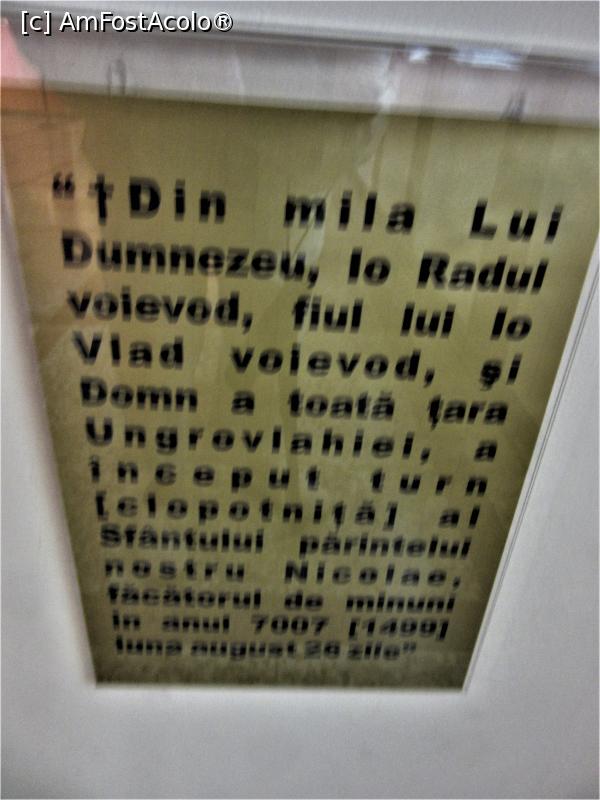 [c] AmFostAcolo®
“†Din mila Lui
Dumnezeu, Io Radul
voievod, fiul lui Io
Vlad voievod, şi
Domn a toată ţara
Ungrovlahiei, a
început turn
[clopotniţă] al
Sfântului părintelui
nostru Nicolae,
făcătorul de minuni
în anul 7007 [1499]
luna august 26 zile”